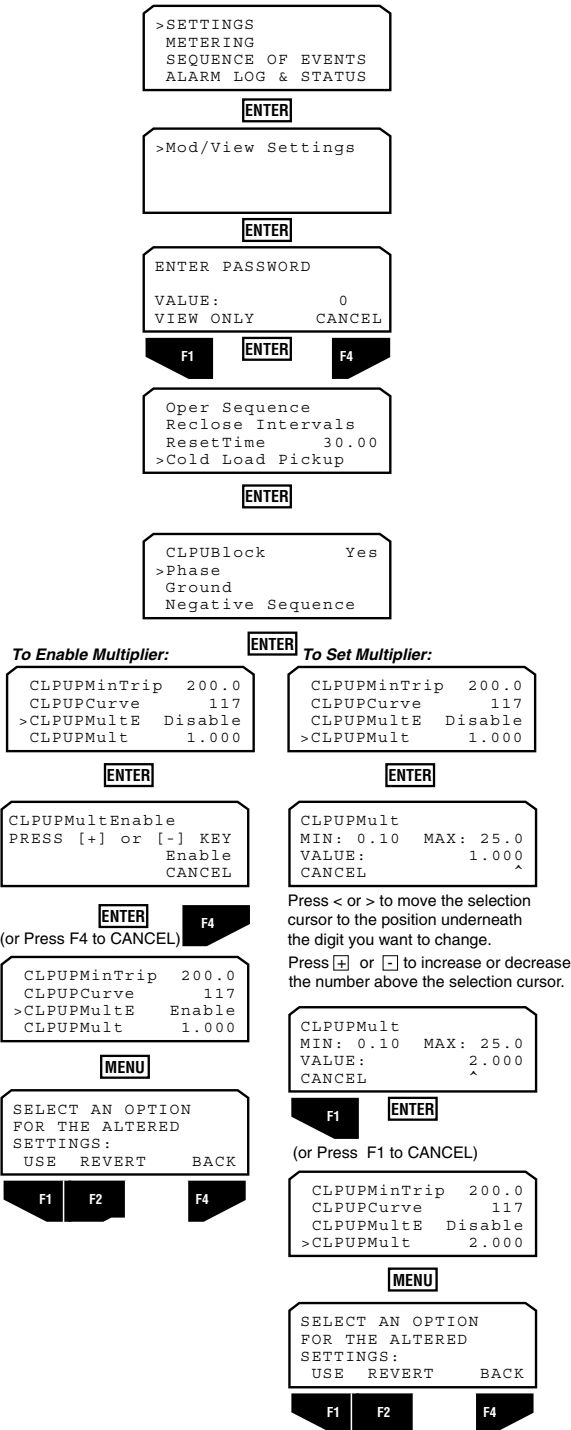 >SETTINGS
METERING
SEQUENCE OF EVENTS
ALARM LOG & STATUS
ENTER
>Mod/View Settings
ENTER
ENTER PASSWORD
VALUE: 0
VIEW ONLY CANCEL
F1 ENTER F4
Oper Sequence
Reclose Intervals
ResetTime 30.00
>Cold Load Pickup
ENTER
CLPUBlock Yes
>Phase
Ground
Negative Sequence
ENTER
To Enable Multiplier:
CLPUPMinTrip 200.0
CLPUPCurve 117
>CLPUPMultE Disable
CLPUPMult 1.000
ENTER
CLPUPMultEnable
PRESS [+] or [-] KEY
Enable
CANCEL
ENTER F4
(or Press F4 to CANCEL)
CLPUPMinTrip 200.0
CLPUPCurve 117
>CLPUPMultE Enable
CLPUPMult 1.000
MENU
SELECT AN OPTION
FOR THE ALTERED
SETTINGS:
USE REVERT BACK
F1 F2 F4
To Set Multiplier:
CLPUPMinTrip 200.0
CLPUPCurve 117
CLPUPMultE Disable
>CLPUPMult 1.000
ENTER
CLPUPMult
MIN: 0.10 MAX: 25.0
VALUE: 1.000
CANCEL ^
Press < or > to move the selection
cursor to the position underneath
the digit you want to change.
Press + or - to increase or decrease
the number above the selection cursor.
CLPUPMult
MIN: 0.10 MAX: 25.0
VALUE: 2.000
CANCEL ^
F1 ENTER
(or Press F1 to CANCEL)
CLPUPMinTrip 200.0
CLPUPCurve 117
CLPUPMultE Disable
>CLPUPMult 2.000
MENU
SELECT AN OPTION
FOR THE ALTERED
SETTINGS:
USE REVERT BACK
F1 F2 F4